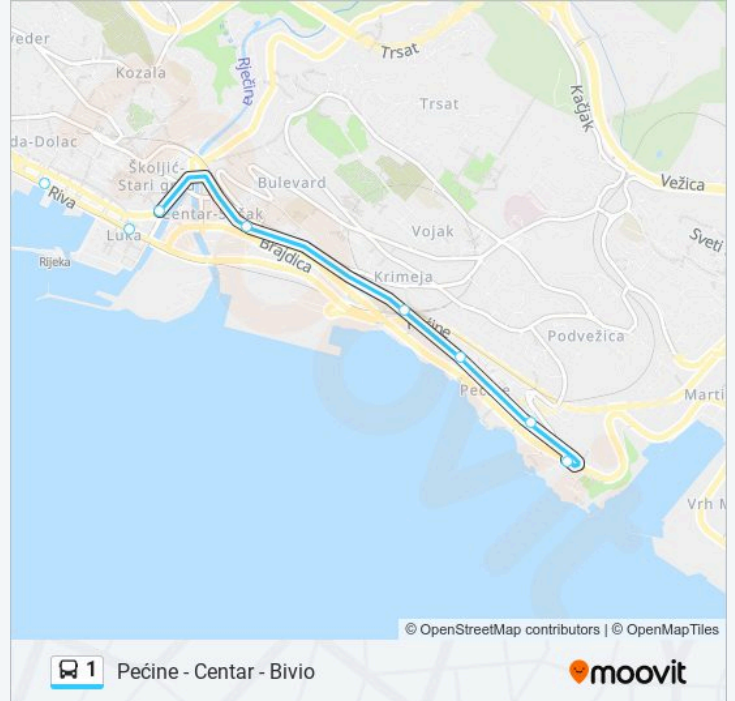 Trsat
Kozala
Rječina
Trsat
Kačjak
Školjić-
Stari
Bulevard
Vežica
Riva
Centar-Sušak
Luka
Vojak
Sveti
Brajdica
Rijeka
Krimeja
Podvežica
Marti
Vrh
© OpenStreetMap contributors | © OpenMapTiles
1 Pećine - Centar - Bivio
moovit